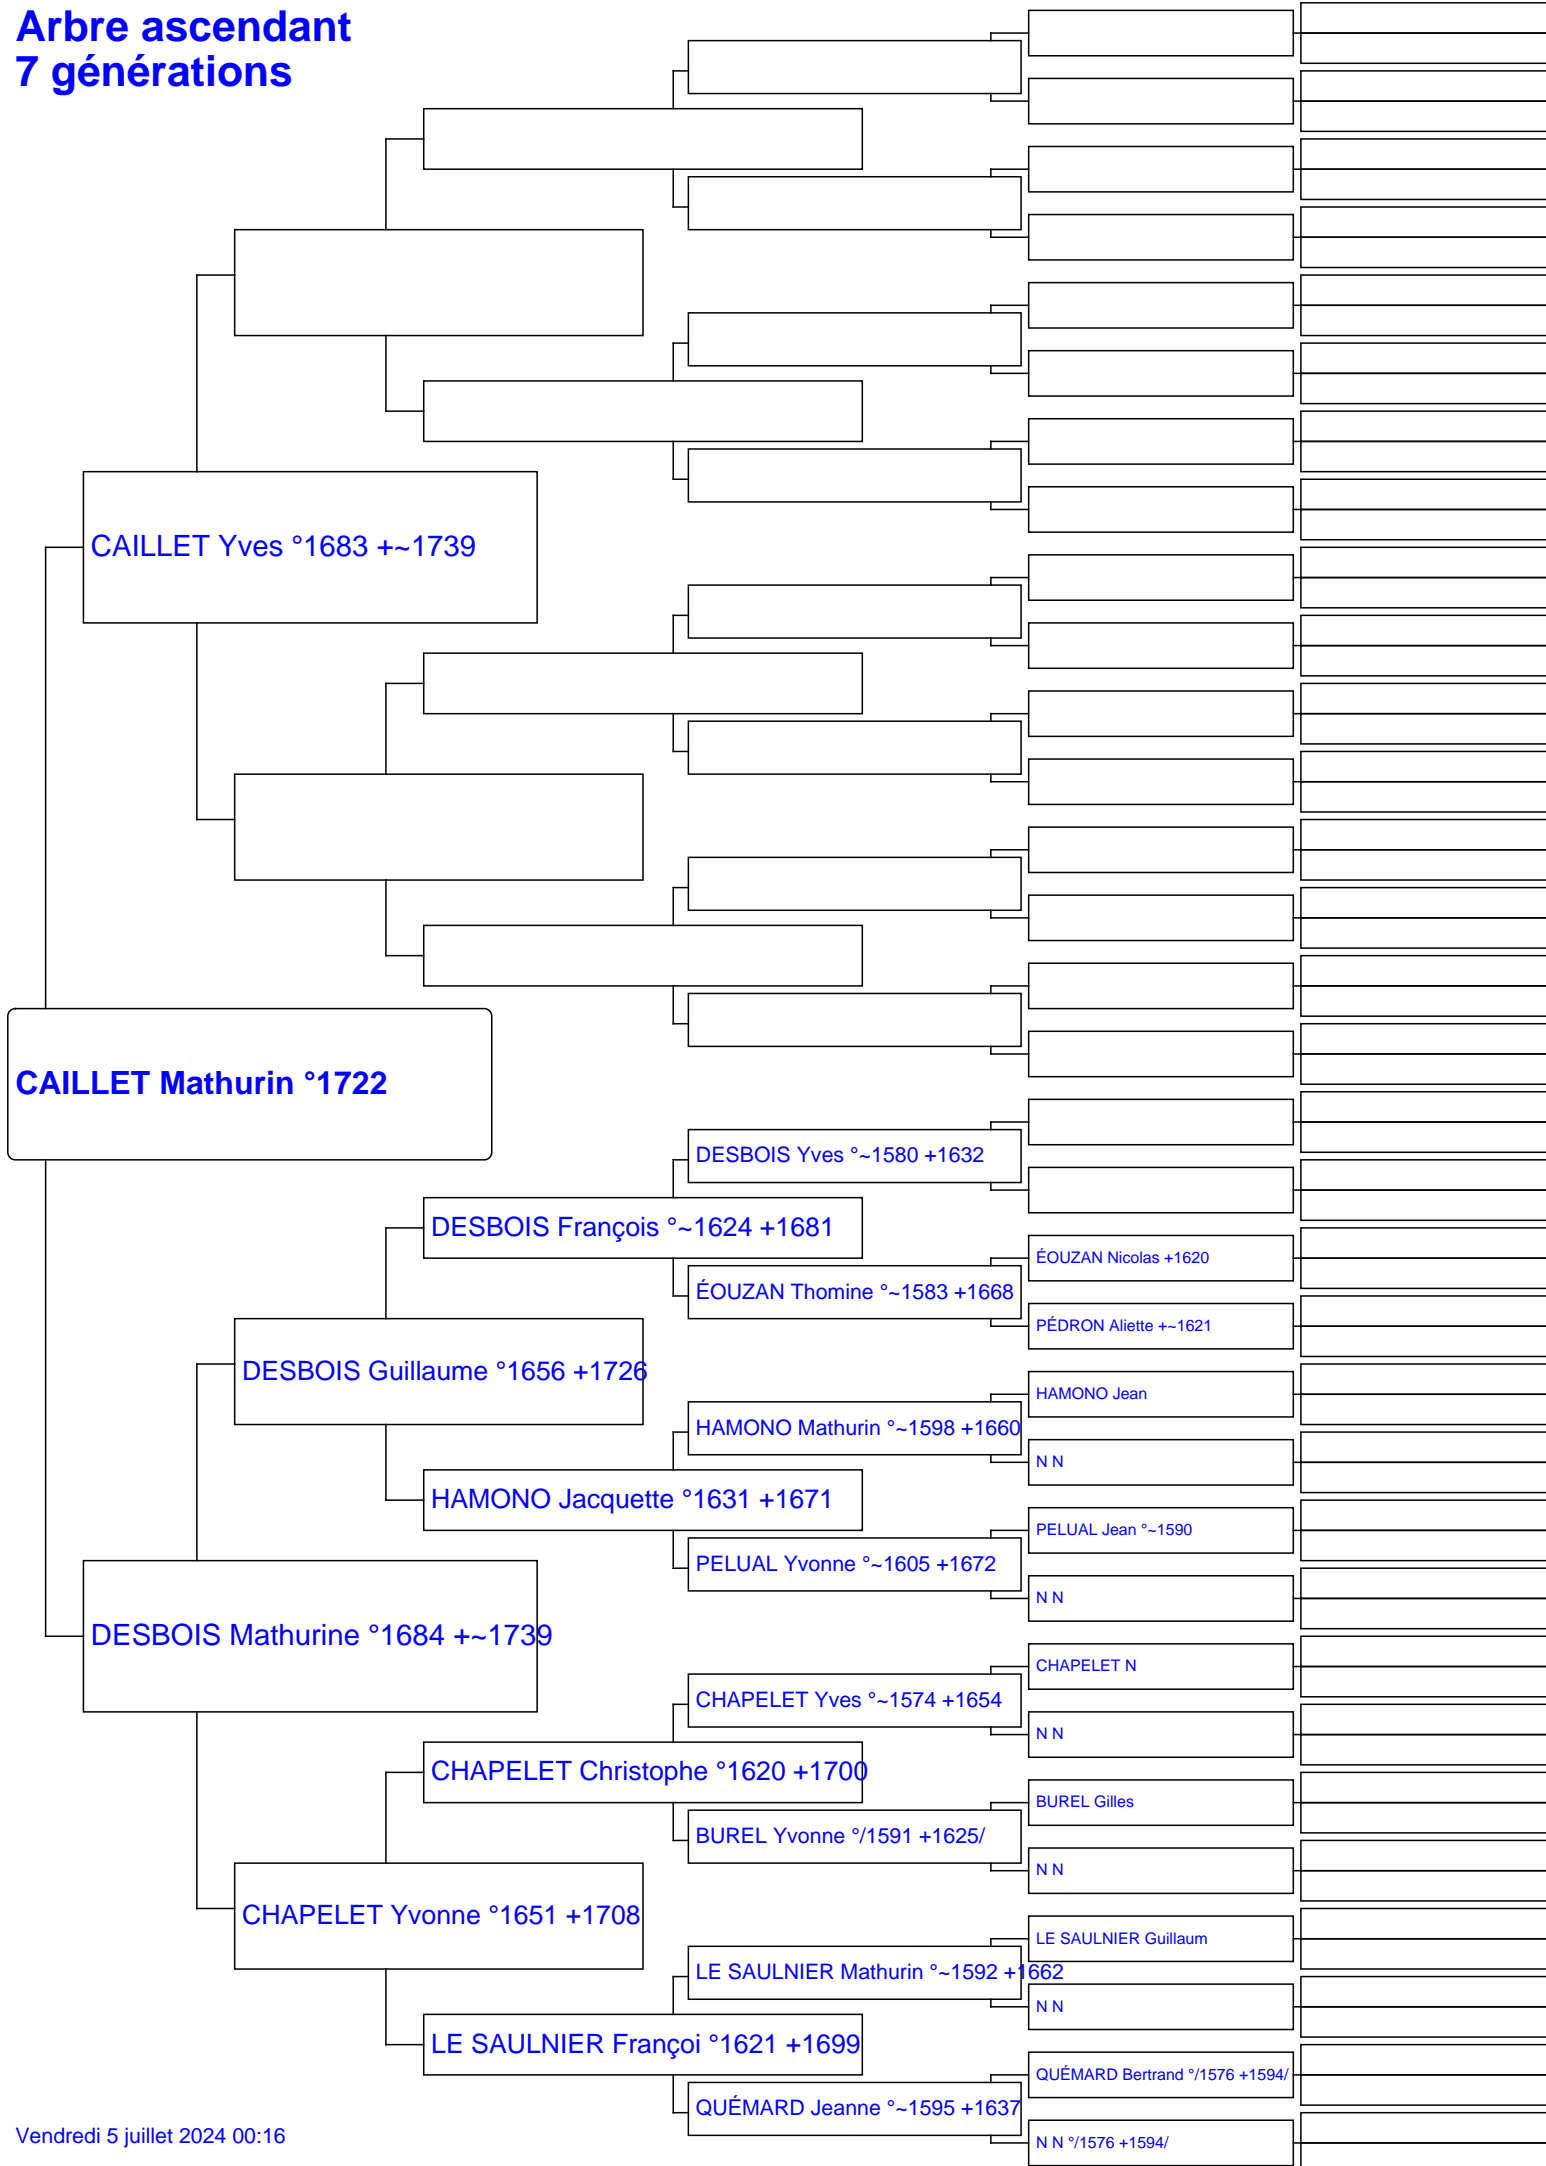 Arbre ascendant
7 générations
CAILLET Yves °1683 +~1739
CAILLET Mathurin °1722
DESBOIS Yves °~1580 +1632
DESBOIS François °~1624 +1681
ÉOUZAN Nicolas +1620
ÉOUZAN Thomine °~1583 +1668
PÉDRON Aliette +~1621
DESBOIS Guillaume °1656 +1726
HAMONO Jean
HAMONO Mathurin °~1598 +1660
N N
HAMONO Jacquette °1631 +1671
PELUAL Jean °~1590
PELUAL Yvonne °~1605 +1672
N N
DESBOIS Mathurine °1684 +~1739
CHAPELET N
CHAPELET Yves °~1574 +1654
N N
CHAPELET Christophe °1620 +1700
BUREL Gilles
BUREL Yvonne °/1591 +1625/
N N
CHAPELET Yvonne °1651 +1708
LE SAULNIER Guillaum
LE SAULNIER Mathurin °~1592 +1662
N N
LE SAULNIER Françoi °1621 +1699
QUÉMARD Bertrand °/1576 +1594/
QUÉMARD Jeanne °~1595 +1637
N N °/1576 +1594/
Vendredi 5 juillet 2024 00:16